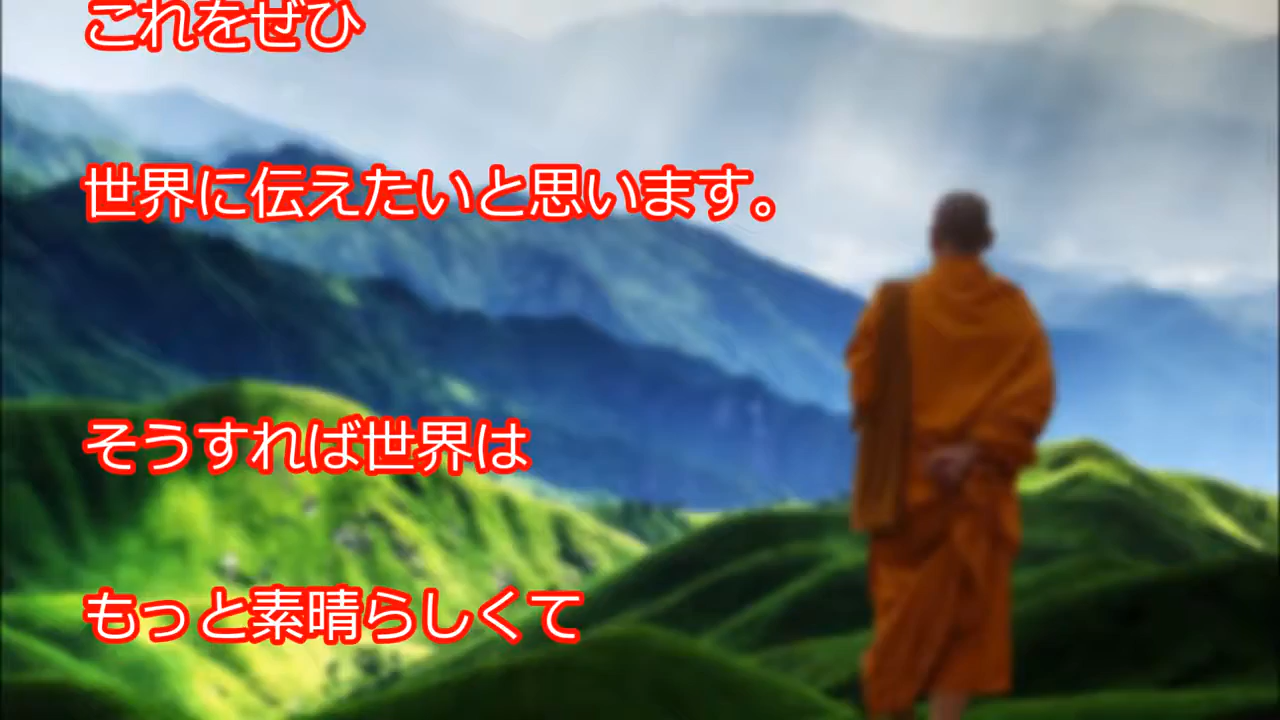 これをぜひ
世界に伝えたいと思います。
そうすれば世界は
もっと素晴らしくて